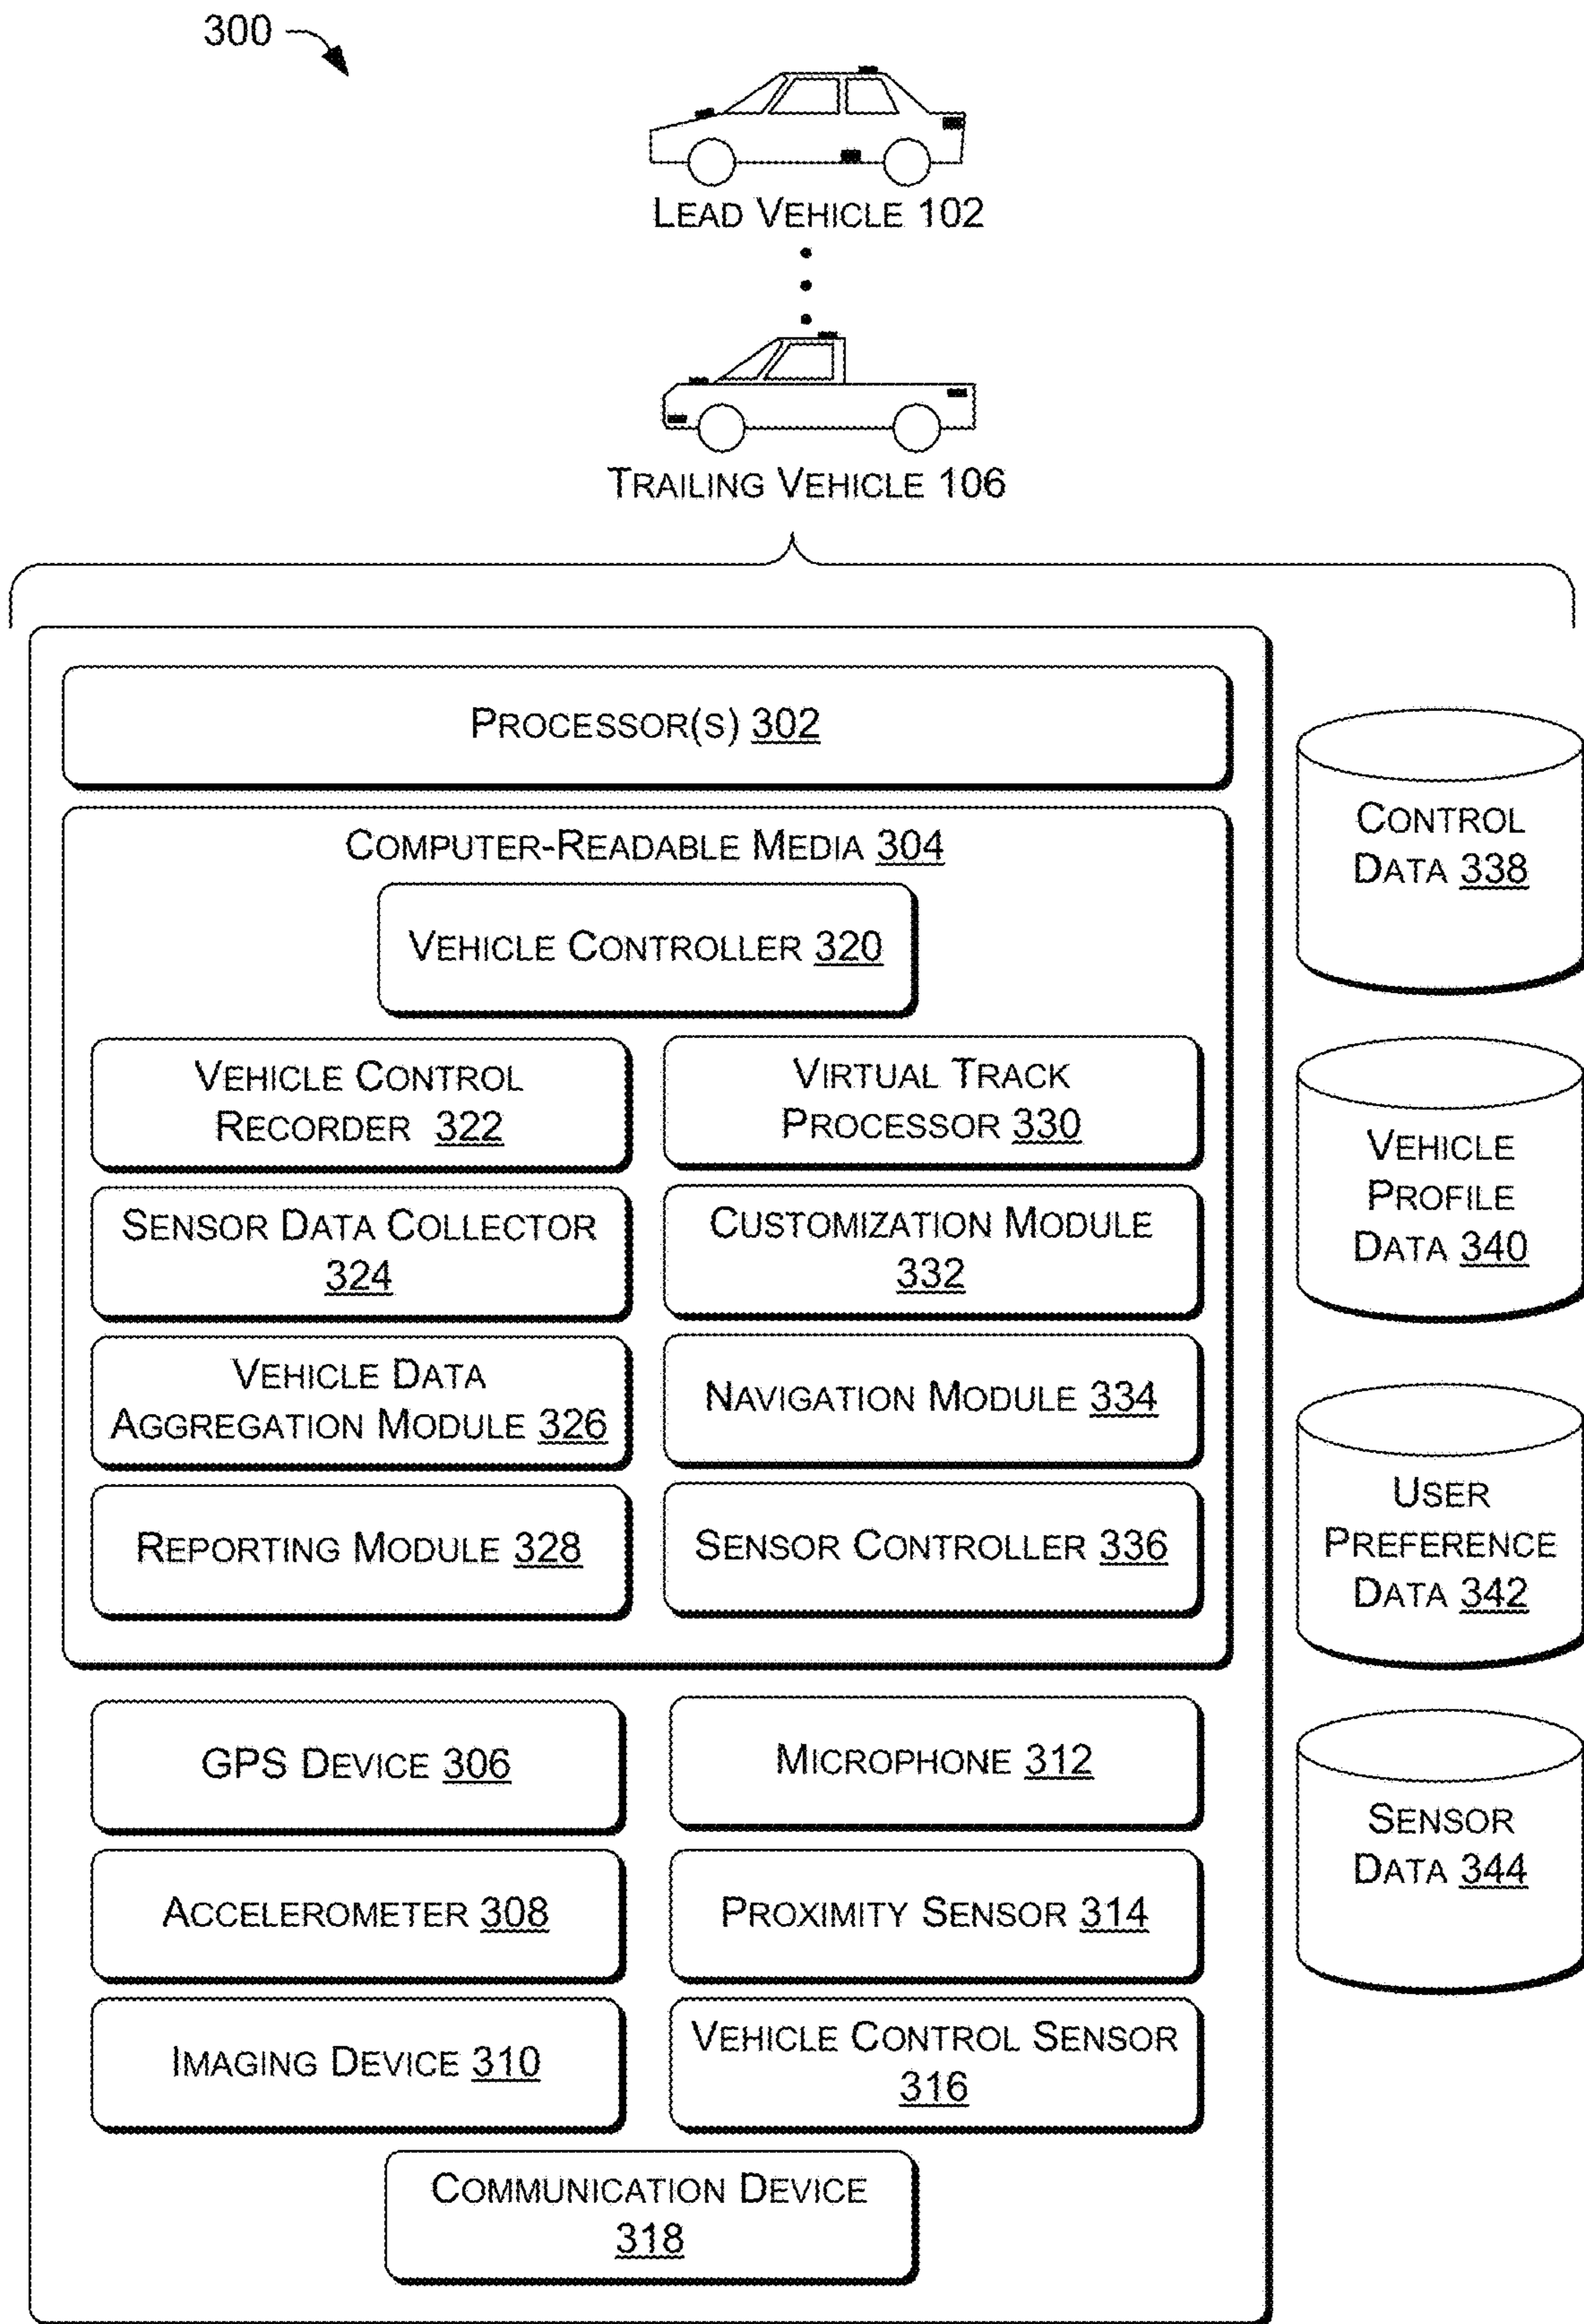 300
LEAD VEHICLE 102
TRAILING VEHICLE 106
PROCESSOR(S) 302
COMPUTER-READABLE MEDIA 304
VEHICLE CONTROLLER 320
VEHICLE CONTROL
RECORDER 322
VIRTUAL TRACK
PROCESSOR 330
SENSOR DATA COLLECTOR
324
CUSTOMIZATION MODULE
332
VEHICLE DATA
AGGREGATION MODULE 326
NAVIGATION MODULE 334
REPORTING MODULE 328
SENSOR CONTROLLER 336
GPS DEVICE 306
MICROPHONE 312
ACCELEROMETER 308
PROXIMITY SENSOR 314
IMAGING DEVICE 310
VEHICLE CONTROL SENSOR
316
COMMUNICATION DEVICE
318
CONTROL
DATA 338
VEHICLE
PROFILE
DATA 340
USER
PREFERENCE
DATA 342
SENSOR
DATA 344